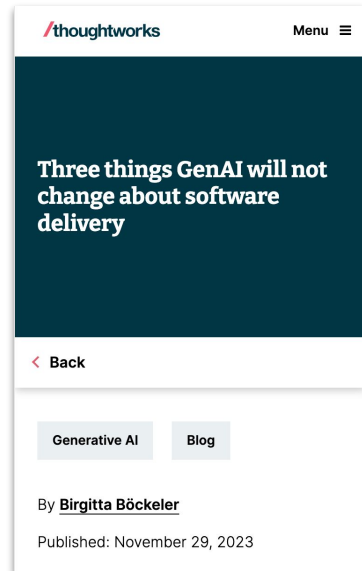 /thoughtworks
Menu
Three things GenAI will not
change about software
delivery
Back
Generative AI
Blog
By Birgitta Böckeler
Published: November 29, 2023